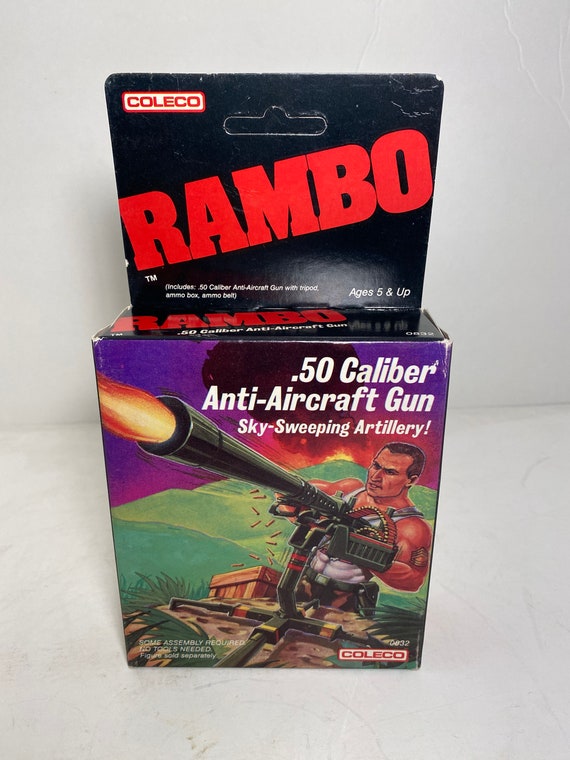 COLECO
RAMBO
TM
(Includes: .50 Caliber Anti-Aircraft Gun with tripod,
ammo box, ammo belt)
Ages 5 & Up
RAMBO
.50 Caliber Anti-Aircraft Gun
0832
.50 Caliber
Anti-Aircraft Gun
Sky-Sweeping Artillery!
SOME ASSEMBLY REQUIRED.
NO TOOLS NEEDED.
Figure sold separately.
0832
COLECO